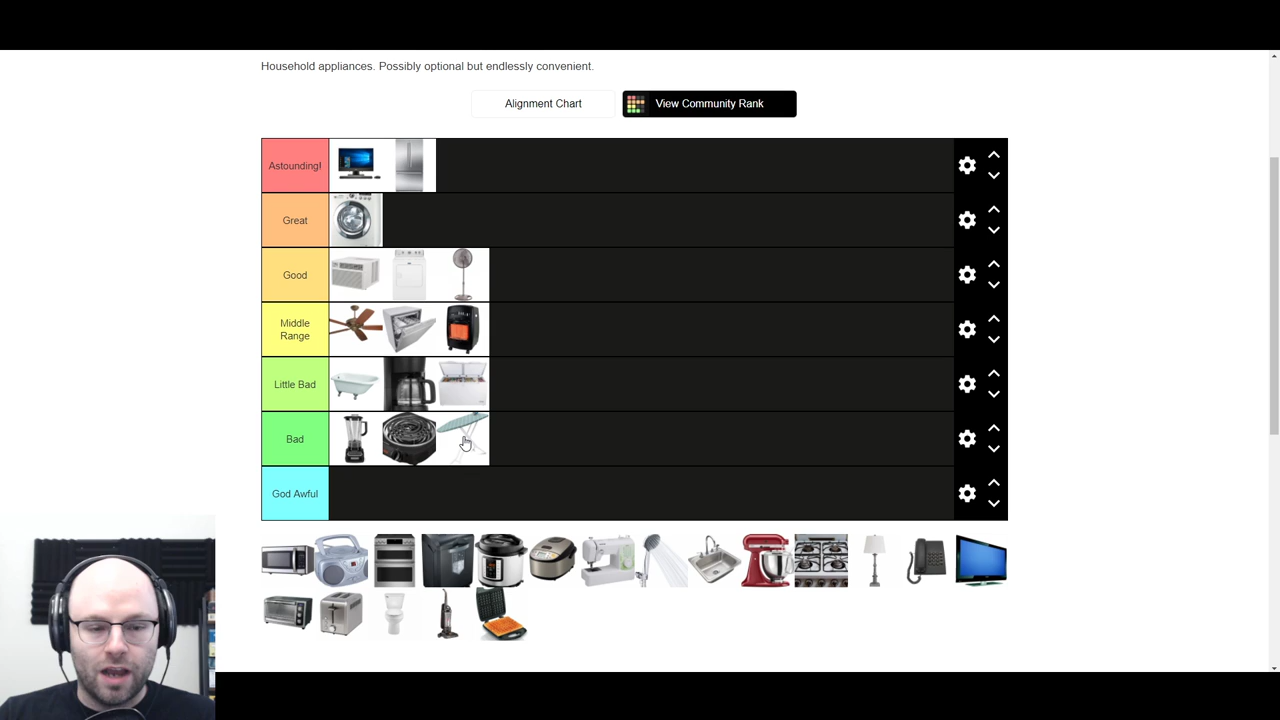 Household appliances. Possibly optional but endlessly convenient.
Alignment Chart
View Community Rank
Astounding!
Great
Good
Middle
Range
Little Bad
Bad
God Awful